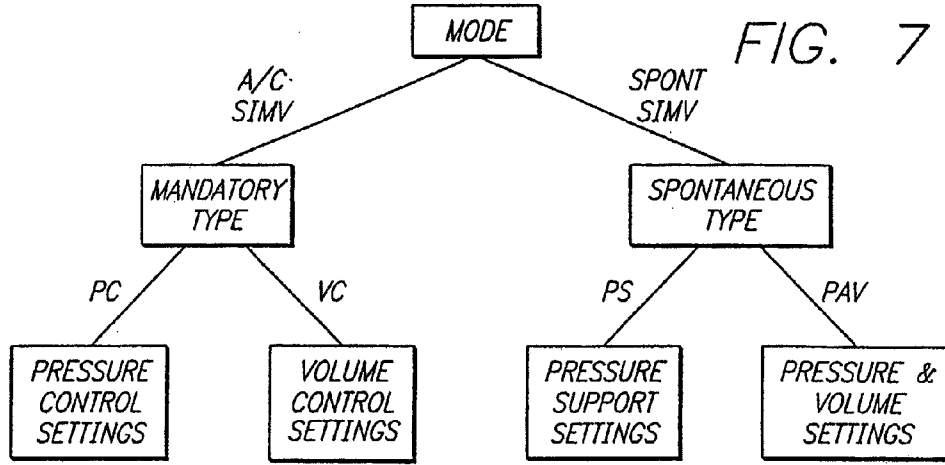 MODE
FIG. 7
A/C
SIMV
SPONT
SIMV
MANDATORY
TYPE
SPONTANEOUS
TYPE
PC
VC
PS
PAV
PRESSURE
CONTROL
SETTINGS
VOLUME
CONTROL
SETTINGS
PRESSURE
SUPPORT
SETTINGS
PRESSURE &
VOLUME
SETTINGS